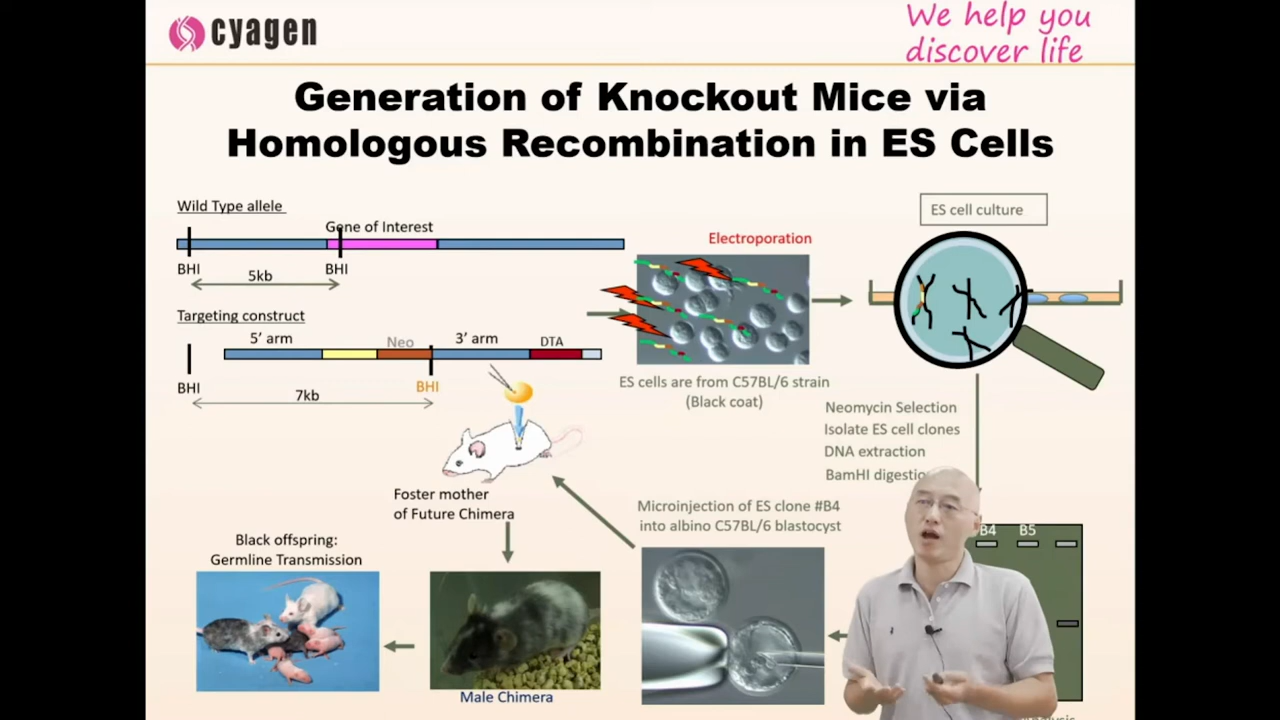 cyagen
We help you
discover life
Generation of Knockout Mice via
Homologous Recombination in ES Cells
Wild Type allele
Gene of Interest
BHI
BHI
5kb
Targeting construct
5’ arm
Neo
3’ arm
DTA
BHI
BHI
7kb
Electroporation
ES cells are from C57BL/6 strain
(Black coat)
ES cell culture
Neomycin Selection
Isolate ES cell clones
DNA extraction
BamHI
B4
B5
Microinjection of ES clone #B4
into albino C57BL/6 blastocyst
Foster mother
of Future Chimera
Male Chimera
Black offspring:
Germline Transmission